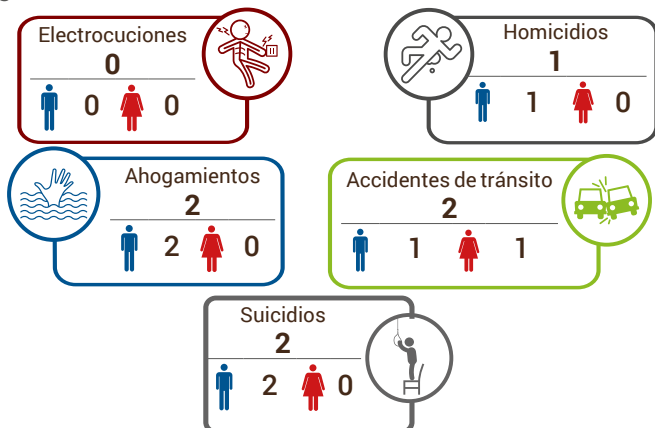 Electrocuciones
0
0 0
Homicidios
1
1 0
Ahogamientos
2
2 0
Accidentes de tránsito
2
1 1
Suicidios
2
2 0